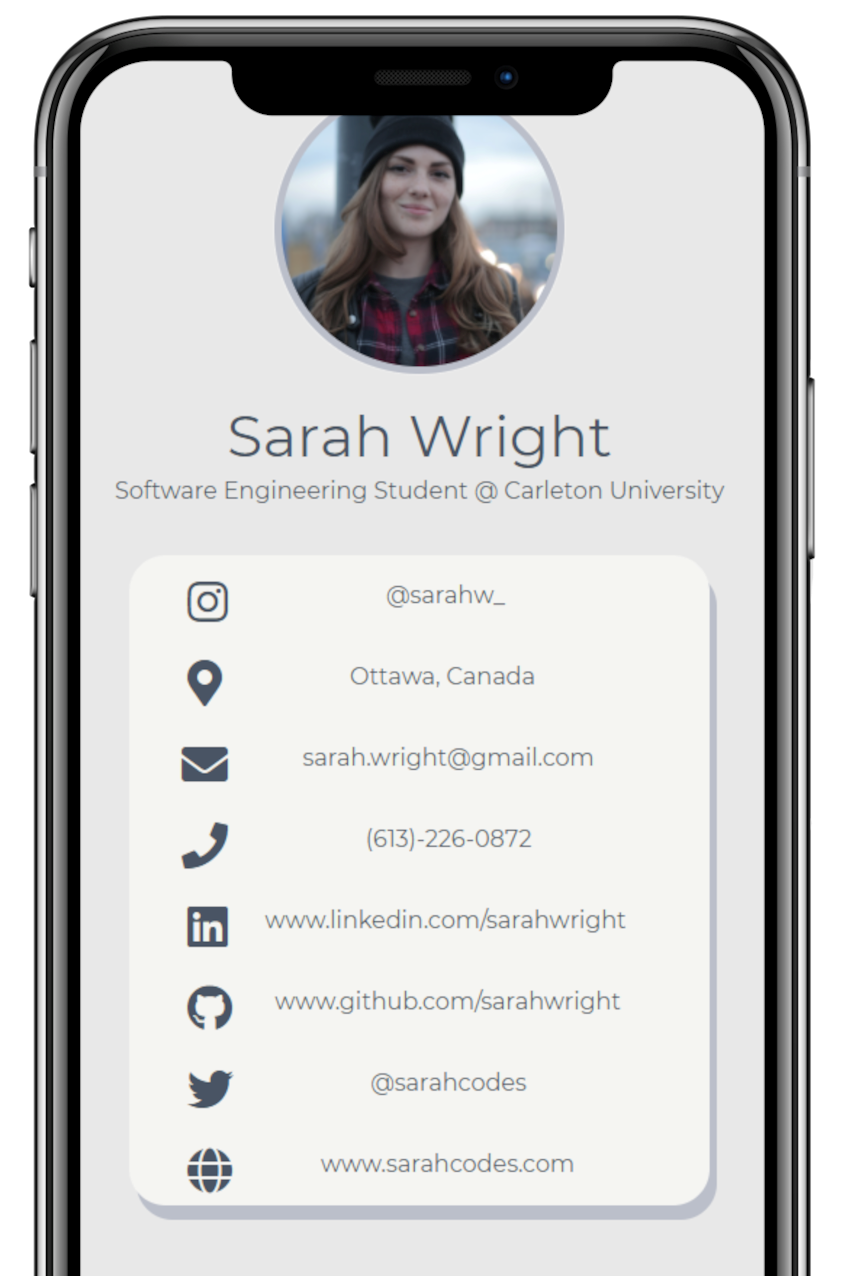 Sarah Wright
Software Engineering Student @ Carleton University
@sarahw_
Ottawa, Canada
sarah.wright@gmail.com
(613)-226-0872
in www.linkedin.com/sarahwright
www.github.com/sarahwright
@sarahcodes
www.sarahcodes.com